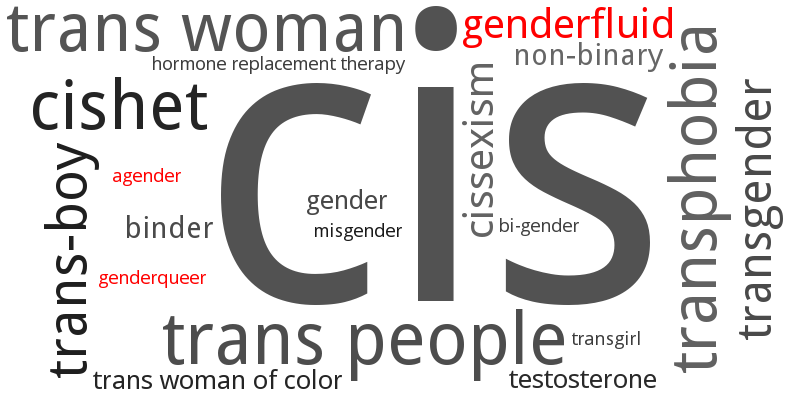 trans woman
genderfluid
non-binary
hormone replacement therapy
cishet
cis
cissexism
transphobia
transgender
trans-boy
agender
gender
binder
misgender
bi-gender
genderqueer
trans people
transgirl
trans woman of color
testosterone